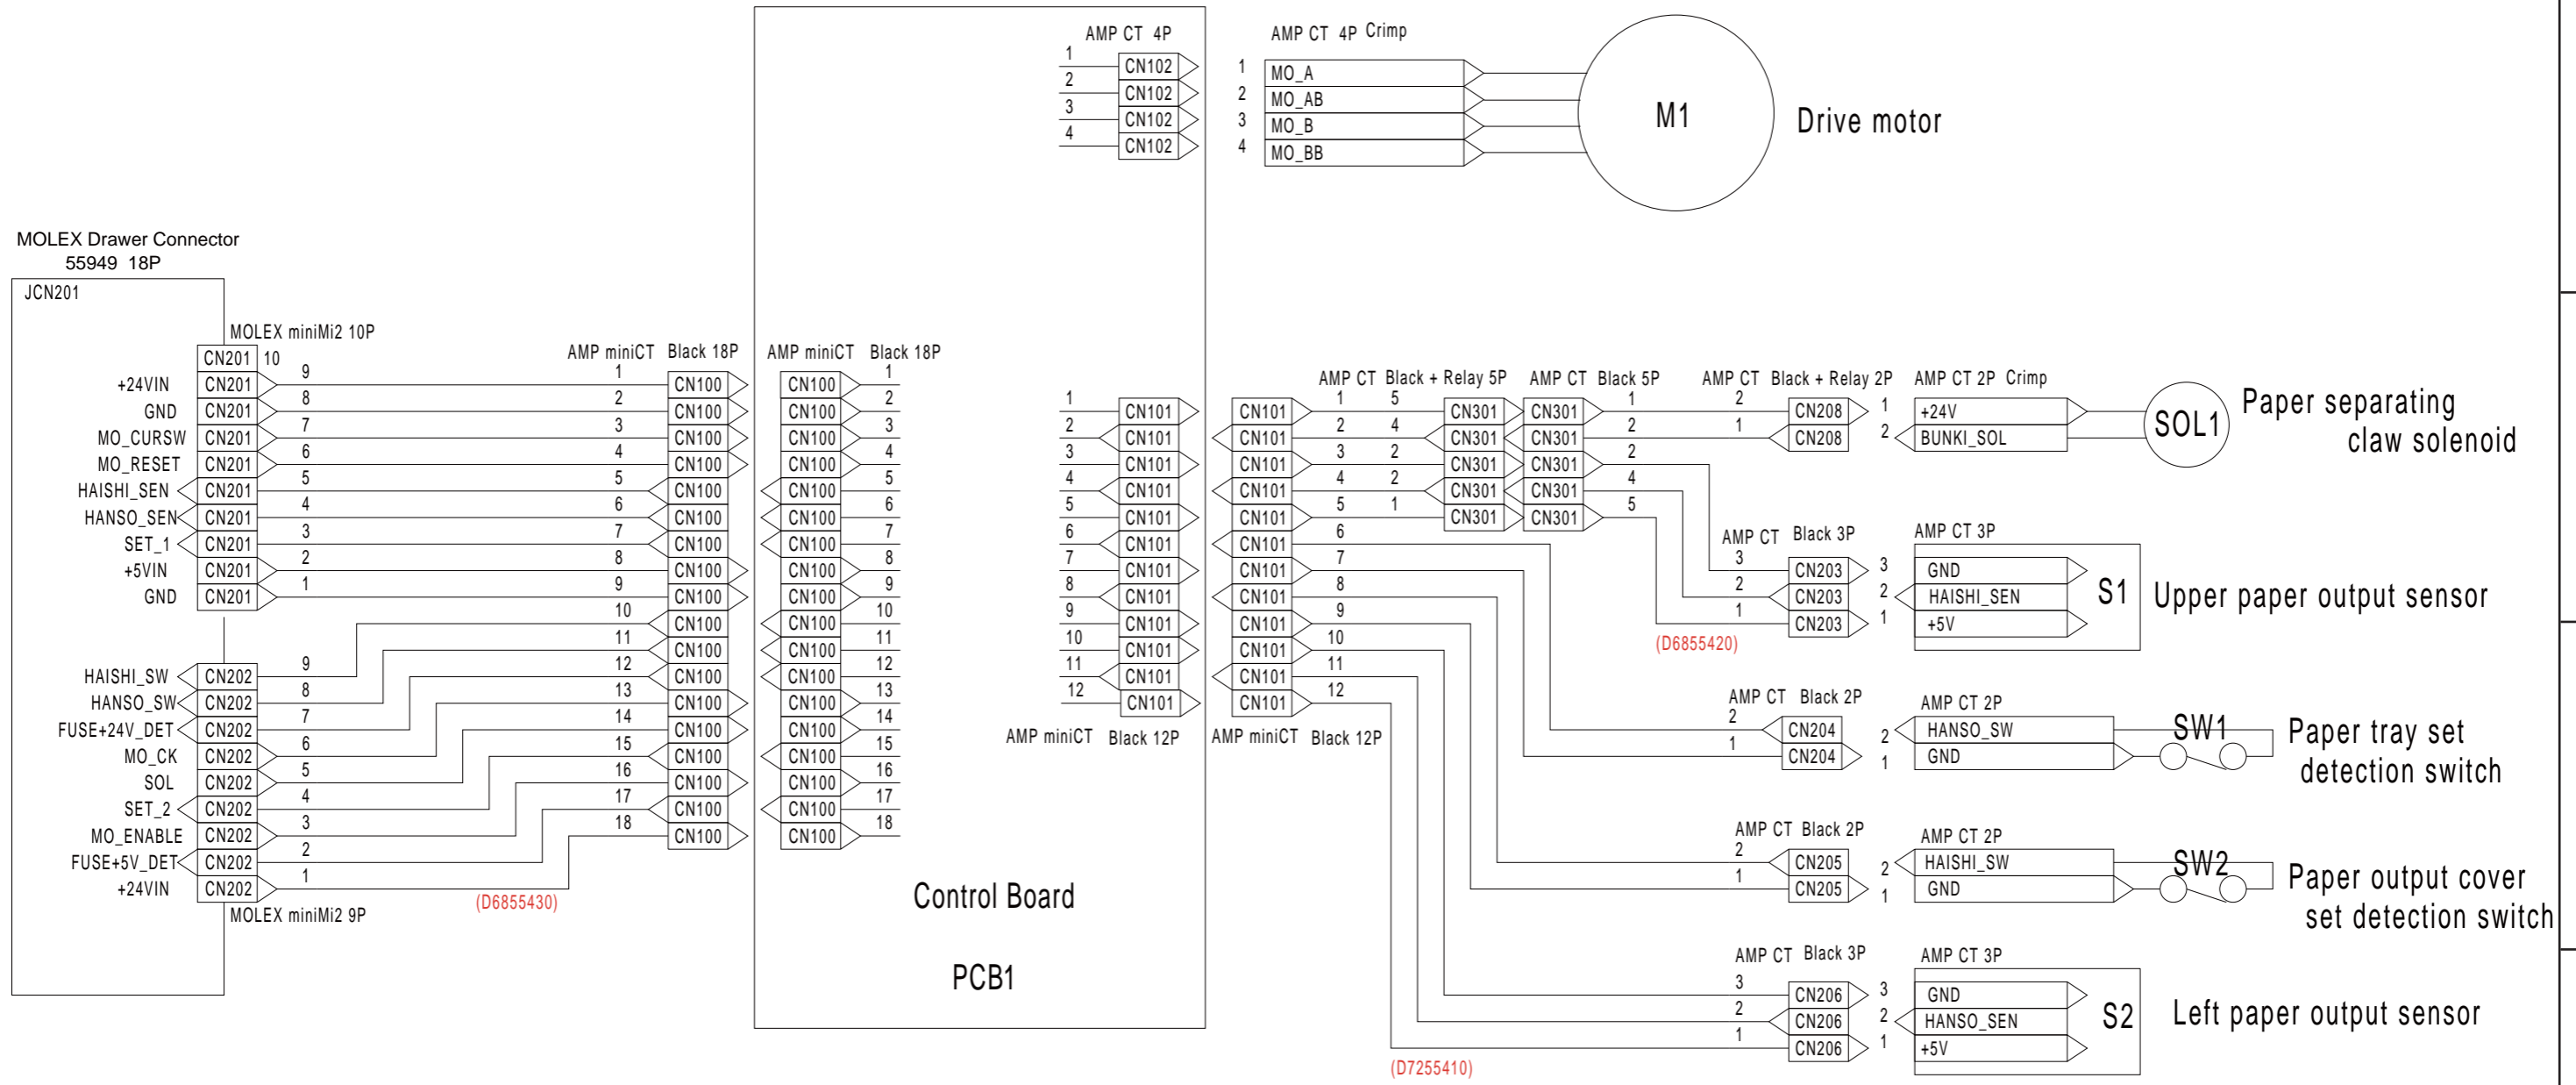 AMP CT 4P
1 CN102
2 CN102
3 CN102
4 CN102
AMP CT 4P Crimp
1 MO_A
2 MO_AB
3 MO_B
4 MO_BB
M1
Drive motor
MOLEX Drawer Connector
55949 18P
JCN201
MOLEX miniMi2 10P
CN201 10
+24VIN CN201 9
GND CN201 8
MO_CURSW CN201 7
MO_RESET CN201 6
HAISHI_SEN CN201 5
HANSO_SEN CN201 4
SET_1 CN201 3
+5VIN CN201 2
GND CN201 1
HAISHI_SW CN202 9
HANSO_SW CN202 8
FUSE+24V_DET CN202 7
MO_CK CN202 6
SOL CN202 5
SET_2 CN202 4
MO_ENABLE CN202 3
FUSE+5V_DET CN202 2
+24VIN CN202 1
MOLEX miniMi2 9P
(D6855430)
AMP miniCT Black 18P
1 CN100
2 CN100
3 CN100
4 CN100
5 CN100
6 CN100
7 CN100
8 CN100
9 CN100
10 CN100
11 CN100
12 CN100
13 CN100
14 CN100
15 CN100
16 CN100
17 CN100
18 CN100
AMP miniCT Black 18P
CN100 1
CN100 2
CN100 3
CN100 4
CN100 5
CN100 6
CN100 7
CN100 8
CN100 9
CN100 10
CN100 11
CN100 12
CN100 13
CN100 14
CN100 15
CN100 16
CN100 17
CN100 18
Control Board
PCB1
1 CN101
2 CN101
3 CN101
4 CN101
5 CN101
6 CN101
7 CN101
8 CN101
9 CN101
10 CN101
11 CN101
12 CN101
AMP miniCT Black 12P
AMP CT Black + Relay 5P
AMP CT Black 5P
AMP CT Black + Relay 2P
AMP CT 2P Crimp
CN101 1 5 CN301 CN301 1 2 CN208 1 +24V
CN101 2 4 CN301 CN301 2 1 CN208 2 BUNKI_SOL
CN101 3 2 CN301 CN301 2
CN101 4 2 CN301 CN301 4
CN101 5 1 CN301 CN301 5
CN101 6
CN101 7
CN101 8
CN101 9
CN101 10
CN101 11
CN101 12
AMP miniCT Black 12P
SOL1
Paper separating
claw solenoid
AMP CT Black 3P
AMP CT 3P
3 CN203 3 GND
2 CN203 2 HAISHI_SEN
1 CN203 1 +5V
S1
Upper paper output sensor
(D6855420)
AMP CT Black 2P
AMP CT 2P
2 CN204 2 HANSO_SW
1 CN204 1 GND
SW1
Paper tray set
detection switch
AMP CT Black 2P
AMP CT 2P
2 CN205 2 HAISHI_SW
1 CN205 1 GND
SW2
Paper output cover
set detection switch
AMP CT Black 3P
AMP CT 3P
3 CN206 3 GND
2 CN206 2 HANSO_SEN
1 CN206 1 +5V
S2
Left paper output sensor
(D7255410)